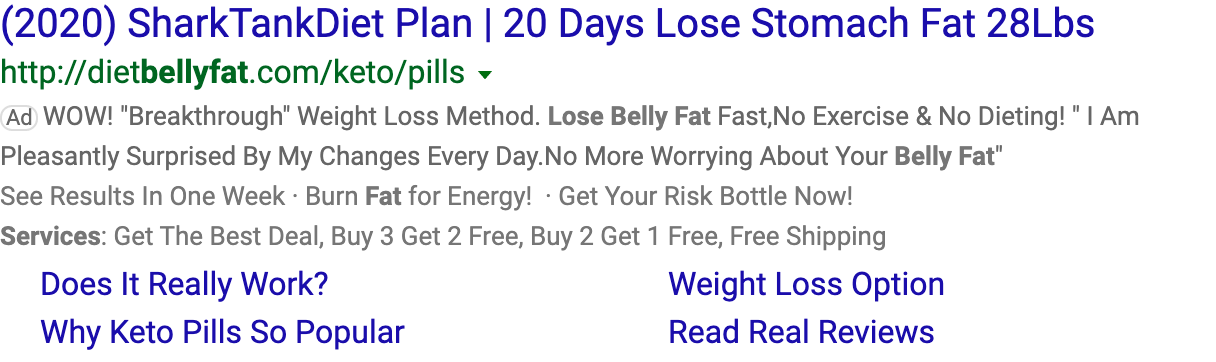 (2020) SharkTankDiet Plan | 20 Days Lose Stomach Fat 28Lbs
http://dietbellyfat.com/keto/pills
Ad WOW! "Breakthrough" Weight Loss Method. Lose Belly Fat Fast,No Exercise & No Dieting! " I Am
Pleasantly Surprised By My Changes Every Day.No More Worrying About Your Belly Fat"
See Results In One Week · Burn Fat for Energy! · Get Your Risk Bottle Now!
Services: Get The Best Deal, Buy 3 Get 2 Free, Buy 2 Get 1 Free, Free Shipping
Does It Really Work? Weight Loss Option
Why Keto Pills So Popular Read Real Reviews